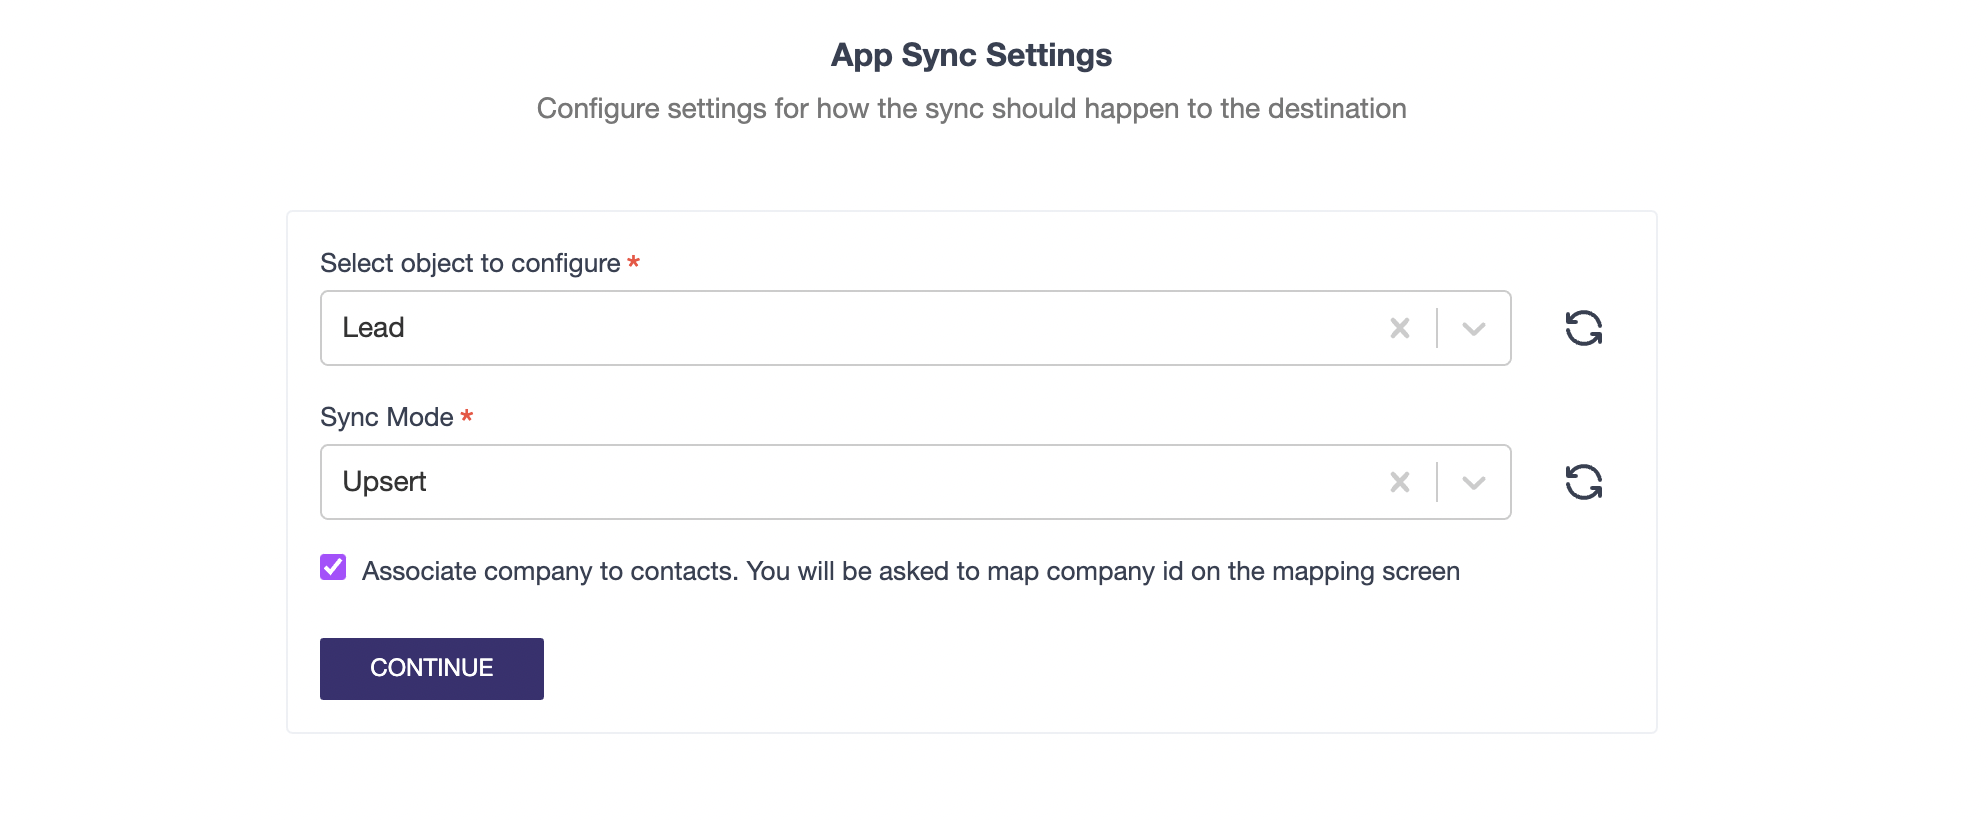 App Sync Settings
Configure settings for how the sync should happen to the destination
Select object to configure *
Lead
Sync Mode *
Upsert
Associate company to contacts. You will be asked to map company id on the mapping screen
CONTINUE